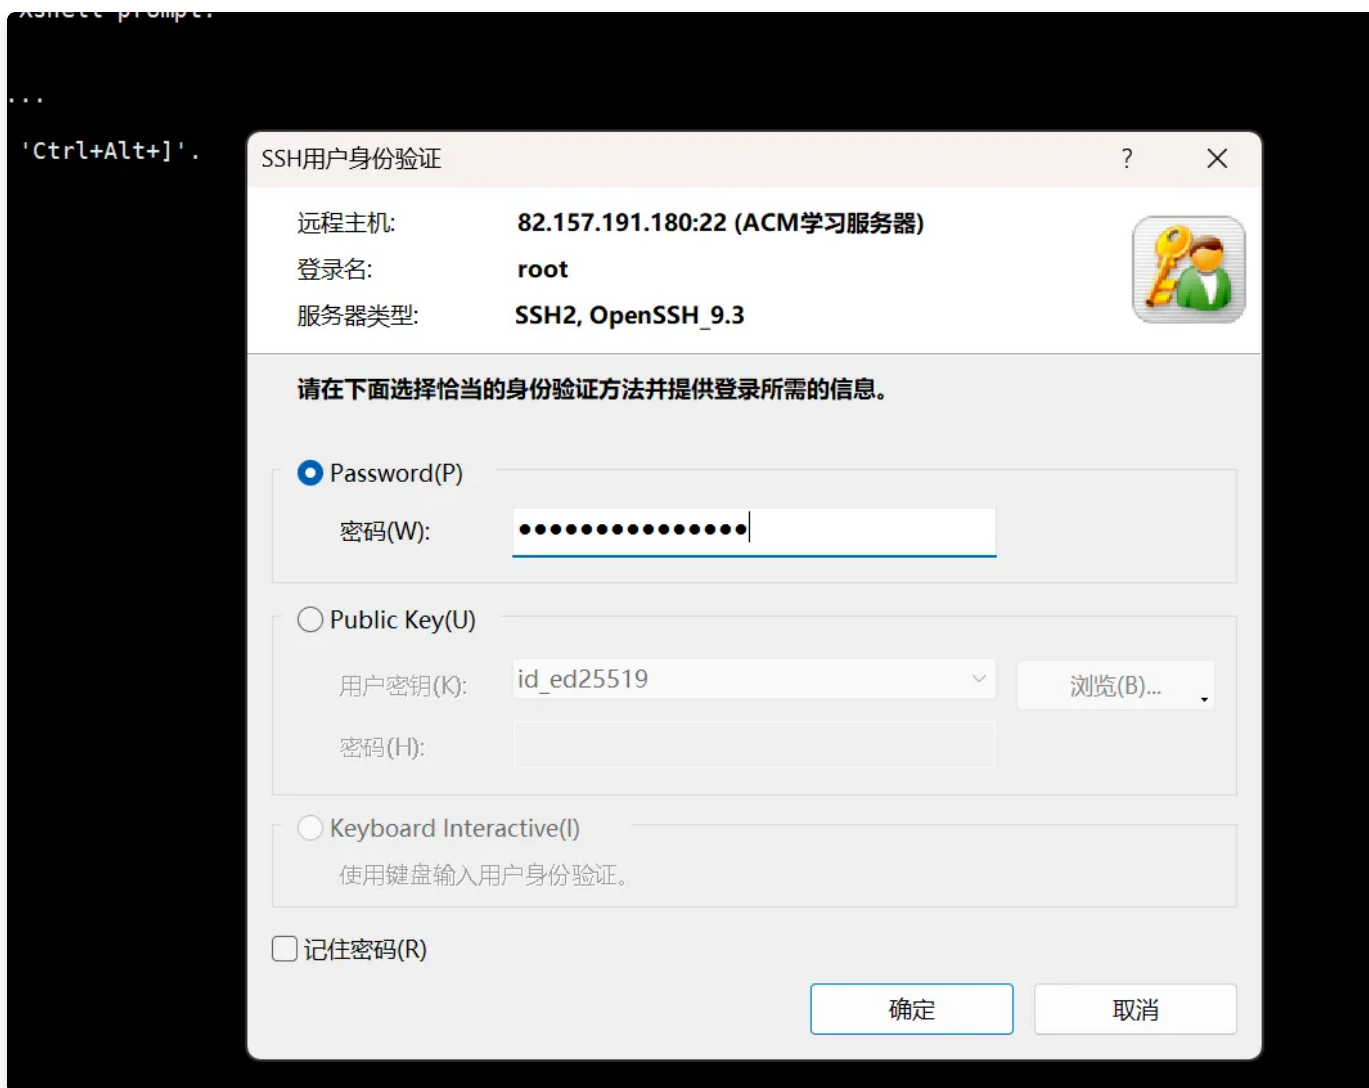 Xshell prompt.
...
'Ctrl+Alt+]'.
SSH用户身份验证
?
远程主机: 82.157.191.180:22 (ACM学习服务器)
登录名: root
服务器类型: SSH2, OpenSSH_9.3
请在下面选择恰当的身份验证方法并提供登录所需的信息。
Password(P)
密码(W): ●●●●●●●●●●●●●●●
Public Key(U)
用户密钥(K): id_ed25519 浏览(B)...
密码(H):
Keyboard Interactive(I)
使用键盘输入用户身份验证。
记住密码(R)
确定 取消